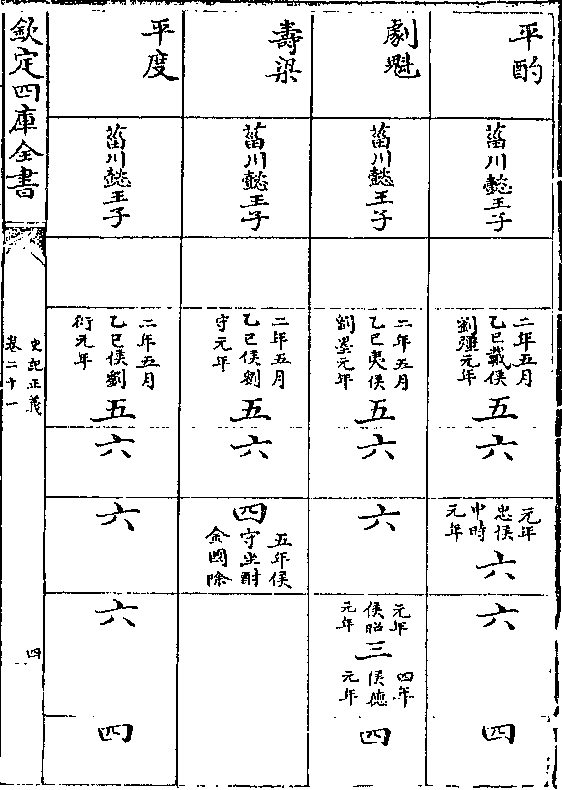 平酌
菑川懿王子
二年五月
乙巳戴侯
劉彊元年
五
六
元年
忠侯
中時
元年
六
六
四
劇魁
菑川懿王子
二年五月
乙巳夷侯
劉墨元年
五
六
六
元年
侯昭
元年
三
四年
侯德
元年
四
壽梁
菑川懿王子
二年五月
乙巳侯劉
守元年
五
六
四
五年侯
守坐酎
金國除
平度
菑川懿王子
二年五月
乙巳侯劉
衍元年
五
六
六
六
四
欽定四庫全書
史記正義
卷二十一
四